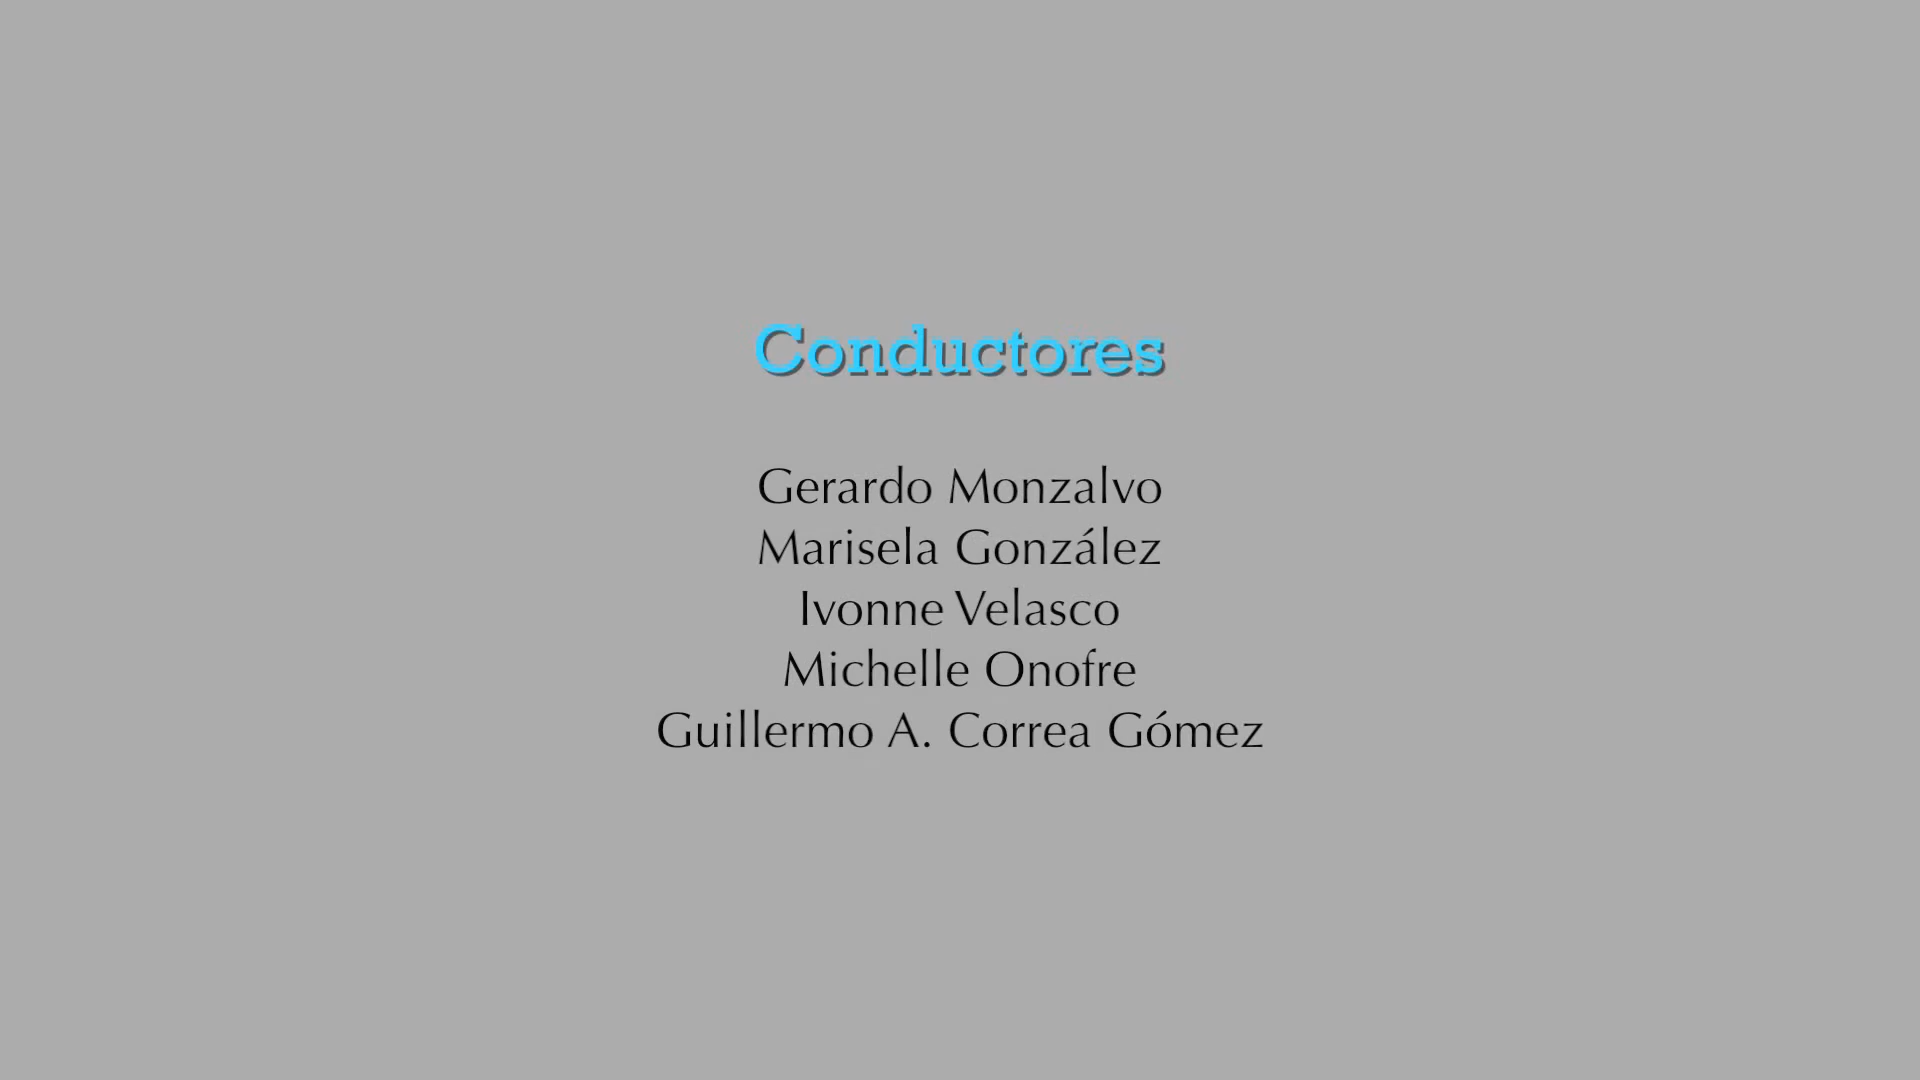 Conductores
Gerardo Monzalvo
Marisela González
Ivonne Velasco
Michelle Onofre
Guillermo A. Correa Gómez